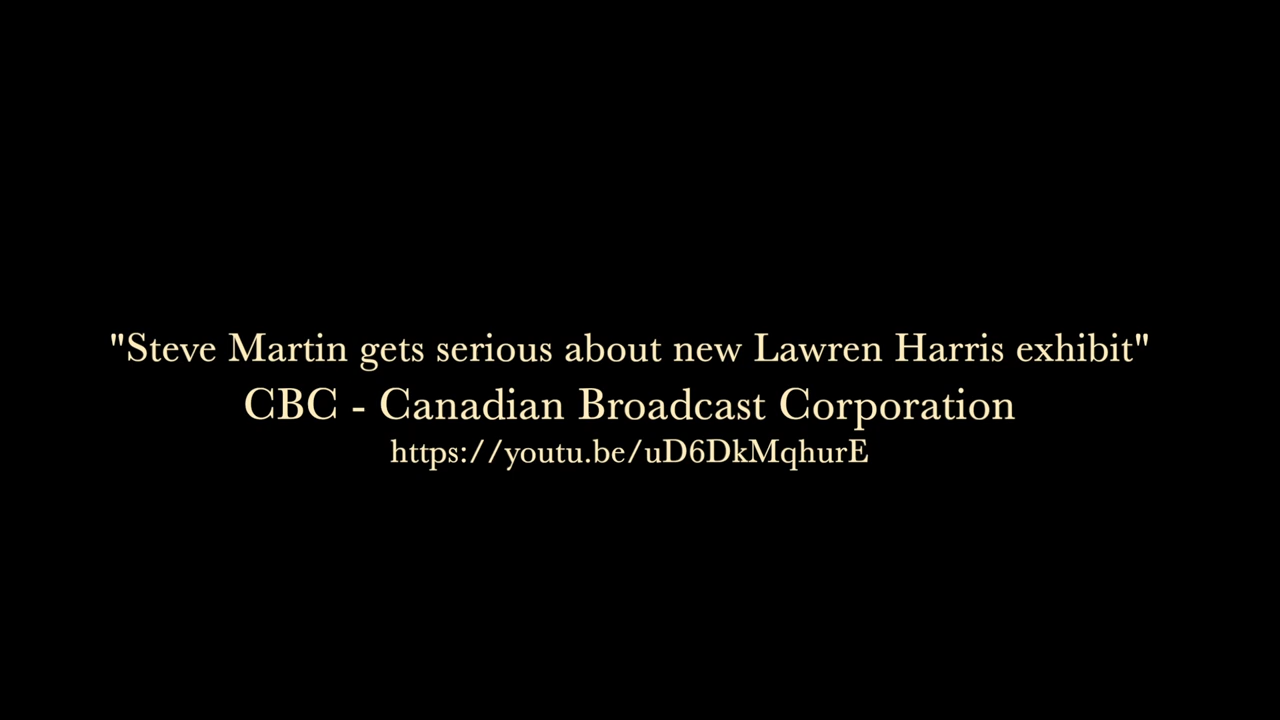 "Steve Martin gets serious about new Lawren Harris exhibit"
CBC - Canadian Broadcast Corporation
https://youtu.be/uD6DkMqhurE